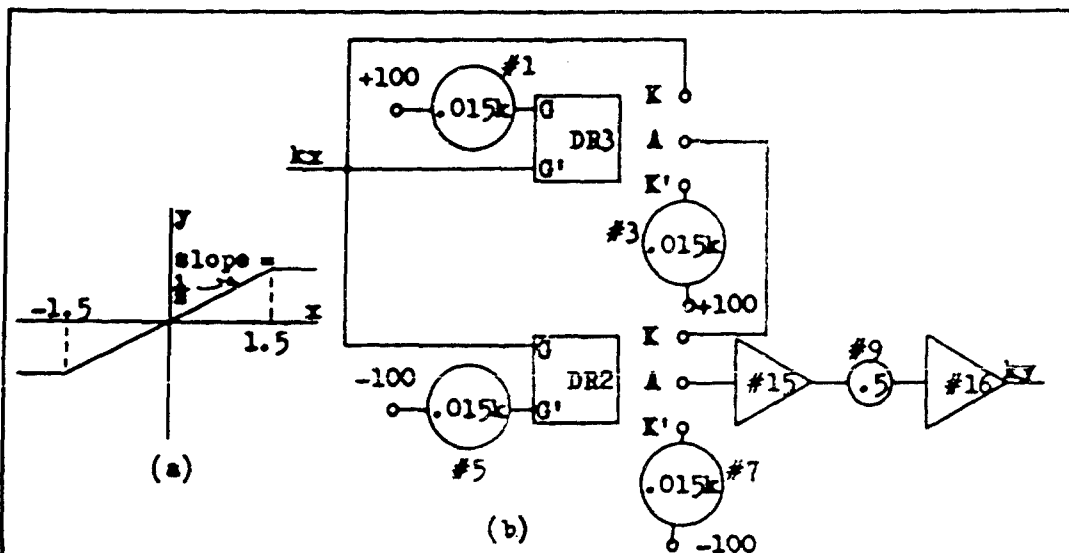 +100
#1
.015k
G
DR3
G'
K
A
K'
kx
#3
.015k
+100
y
slope =
-1.5
x
1.5
(a)
G
DR2
G'
K
A
K'
-100
.015k
#5
#15
#9
.5
#16
ky
.015k
#7
-100
(b)